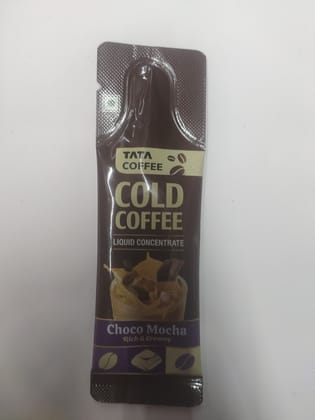 TATA
COFFEE
COLD
COFFEE
LIQUID CONCENTRATE
Choco Mocha
Rich & Creamy